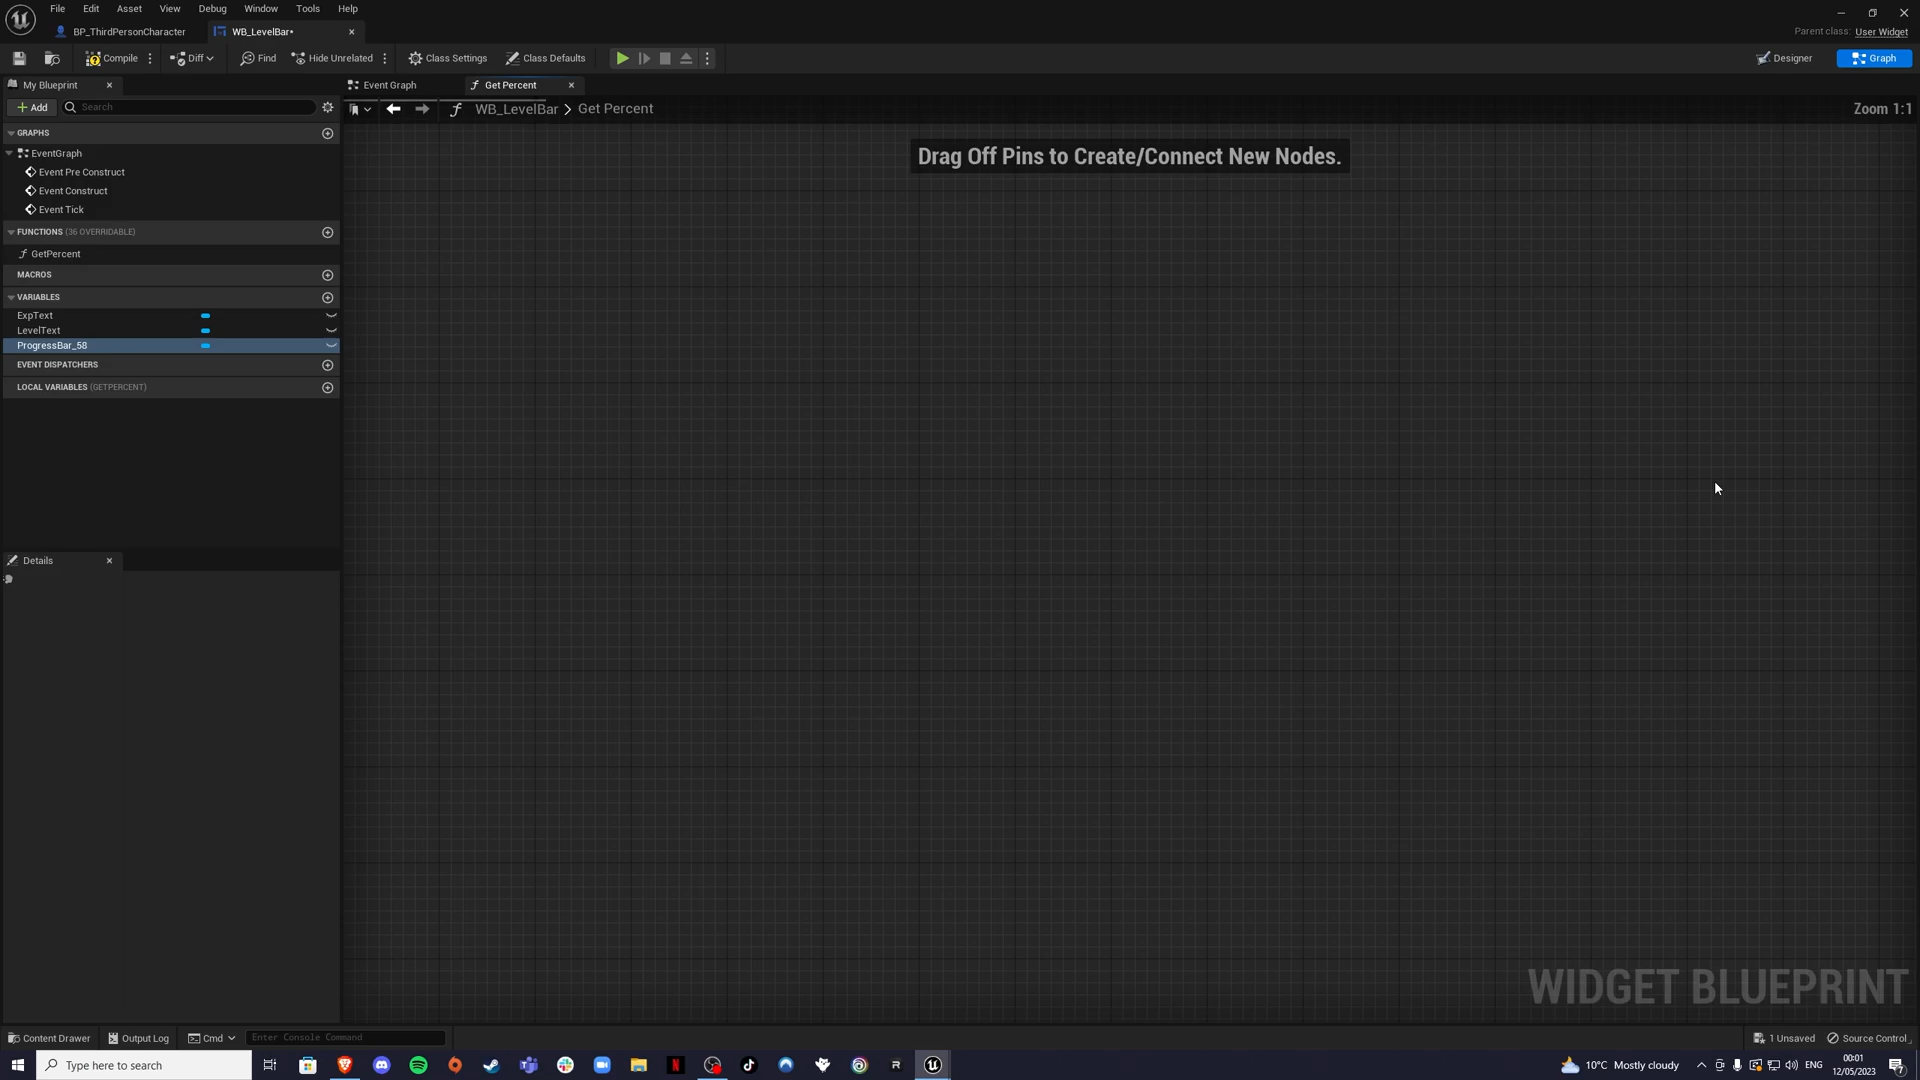 File Edit Asset View Debug Window Tools Help
BP_ThirdPersonCharacter
WB_LevelBar•
Parent class: User Widget
Compile
Diff
Find
Hide Unrelated
Class Settings
Class Defaults
Designer
Graph
My Blueprint
Event Graph
Get Percent
Add
Search
WB_LevelBar > Get Percent
Zoom 1:1
Drag Off Pins to Create/Connect New Nodes.
GRAPHS
EventGraph
Event Pre Construct
Event Construct
Event Tick
FUNCTIONS (36 OVERRIDABLE)
GetPercent
MACROS
VARIABLES
ExpText
LevelText
ProgressBar_58
EVENT DISPATCHERS
LOCAL VARIABLES (GETPERCENT)
Details
WIDGET BLUEPRINT
Content Drawer
Output Log
Cmd
Enter Console Command
1 Unsaved
Source Control
Type here to search
10°C Mostly cloudy
ENG
00:01
12/05/2023
7